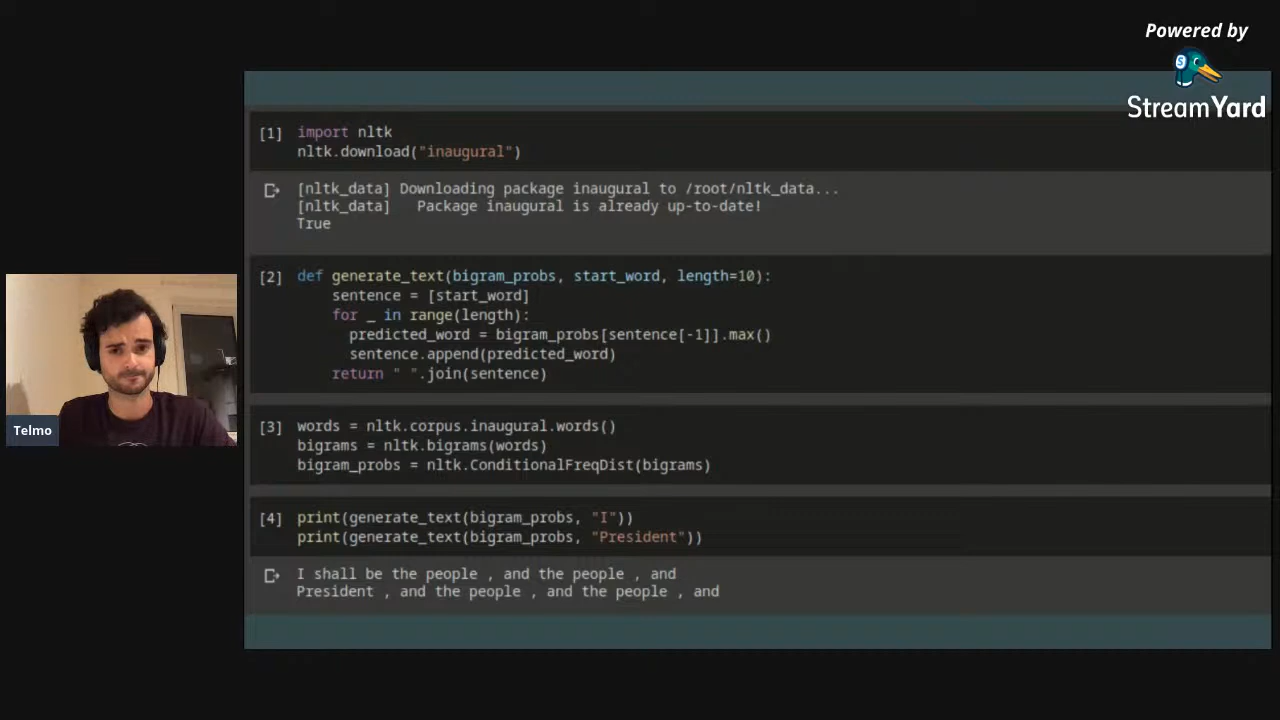 Powered by
StreamYard
[1] import nltk
nltk.download("inaugural")
[nltk_data] Downloading package inaugural to /root/nltk_data...
[nltk_data]   Package inaugural is already up-to-date!
True
[2] def generate_text(bigram_probs, start_word, length=10):
    sentence = [start_word]
    for _ in range(length):
      predicted_word = bigram_probs[sentence[-1]].max()
      sentence.append(predicted_word)
    return " ".join(sentence)
[3] words = nltk.corpus.inaugural.words()
bigrams = nltk.bigrams(words)
bigram_probs = nltk.ConditionalFreqDist(bigrams)
[4] print(generate_text(bigram_probs, "I"))
print(generate_text(bigram_probs, "President"))
I shall be the people , and the people , and
President , and the people , and the people , and
Telmo